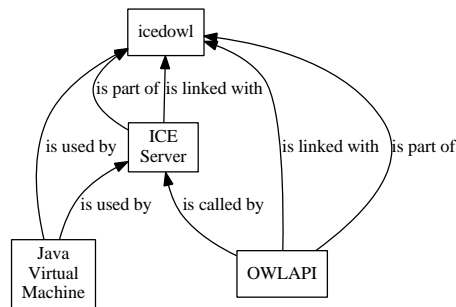 icedowl
is part of
is linked with
ICE
Server
is used by
is linked with
is part of
is used by
is called by
Java
Virtual
Machine
OWLAPI